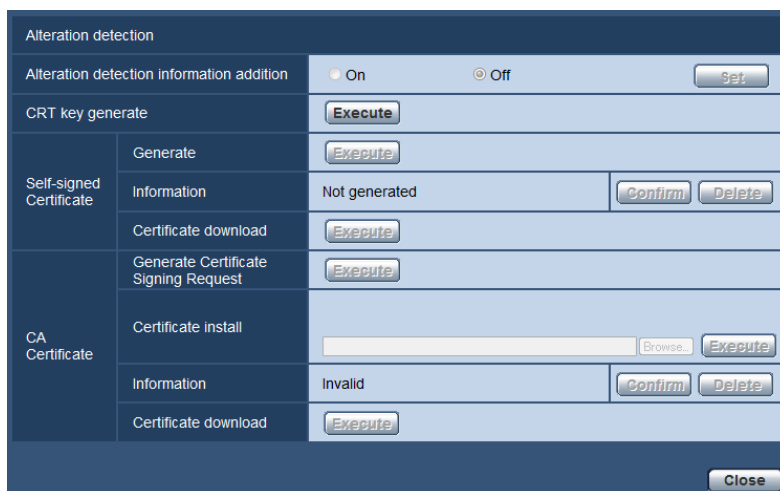 Alteration detection
Alteration detection information addition On Off Set
CRT key generate Execute
Self-signed Certificate
Generate Execute
Information Not generated Confirm Delete
Certificate download Execute
CA Certificate
Generate Certificate Signing Request Execute
Certificate install Browse... Execute
Information Invalid Confirm Delete
Certificate download Execute
Close